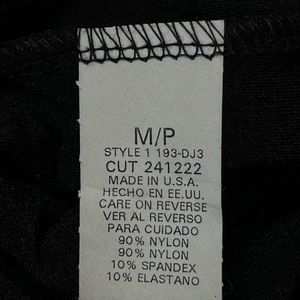 M/P
STYLE 1 193-DJ3
CUT 241222
MADE IN U.S.A.
HECHO EN EE.UU.
CARE ON REVERSE
VER AL REVERSO
PARA CUIDADO
90% NYLON
90% NYLON
10% SPANDEX
10% ELASTANO